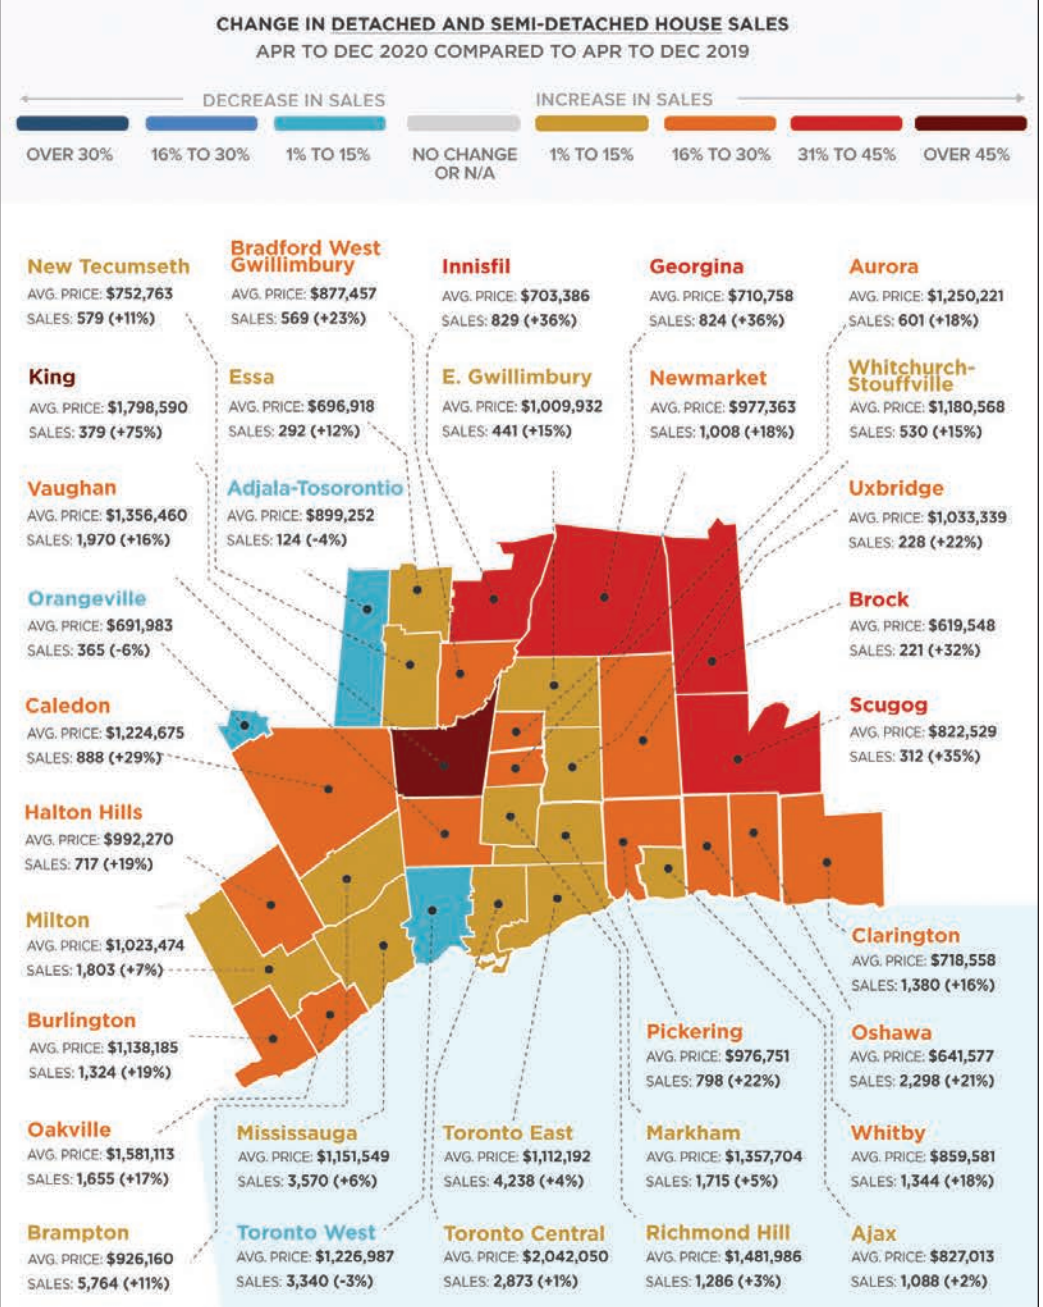 CHANGE IN DETACHED AND SEMI-DETACHED HOUSE SALES
APR TO DEC 2020 COMPARED TO APR TO DEC 2019
DECREASE IN SALES
INCREASE IN SALES
OVER 30%
16% TO 30%
1% TO 15%
NO CHANGE
OR N/A
1% TO 15%
16% TO 30%
31% TO 45%
OVER 45%
New Tecumseth
AVG. PRICE: $752,763
SALES: 579 (+11%)
Bradford West
Gwillimbury
AVG. PRICE: $877,457
SALES: 569 (+23%)
Innisfil
AVG. PRICE: $703,386
SALES: 829 (+36%)
Georgina
AVG. PRICE: $710,758
SALES: 824 (+36%)
Aurora
AVG. PRICE: $1,250,221
SALES: 601 (+18%)
King
AVG. PRICE: $1,798,590
SALES: 379 (+75%)
Essa
AVG. PRICE: $696,918
SALES: 292 (+12%)
E. Gwillimbury
AVG. PRICE: $1,009,932
SALES: 441 (+15%)
Newmarket
AVG. PRICE: $977,363
SALES: 1,008 (+18%)
Whitchurch-
Stouffville
AVG. PRICE: $1,180,568
SALES: 530 (+15%)
Vaughan
AVG. PRICE: $1,356,460
SALES: 1,970 (+16%)
Adjala-Tosorontio
AVG. PRICE: $899,252
SALES: 124 (-4%)
Uxbridge
AVG. PRICE: $1,033,339
SALES: 228 (+22%)
Orangeville
AVG. PRICE: $691,983
SALES: 365 (-6%)
Brock
AVG. PRICE: $619,548
SALES: 221 (+32%)
Caledon
AVG. PRICE: $1,224,675
SALES: 888 (+29%)
Scugog
AVG. PRICE: $822,529
SALES: 312 (+35%)
Halton Hills
AVG. PRICE: $992,270
SALES: 717 (+19%)
Milton
AVG. PRICE: $1,023,474
SALES: 1,803 (+7%)
Clarington
AVG. PRICE: $718,558
SALES: 1,380 (+16%)
Burlington
AVG. PRICE: $1,138,185
SALES: 1,324 (+19%)
Pickering
AVG. PRICE: $976,751
SALES: 798 (+22%)
Oshawa
AVG. PRICE: $641,577
SALES: 2,298 (+21%)
Oakville
AVG. PRICE: $1,581,113
SALES: 1,655 (+17%)
Mississauga
AVG. PRICE: $1,151,549
SALES: 3,570 (+6%)
Toronto East
AVG. PRICE: $1,112,192
SALES: 4,238 (+4%)
Markham
AVG. PRICE: $1,357,704
SALES: 1,715 (+5%)
Whitby
AVG. PRICE: $859,581
SALES: 1,344 (+18%)
Brampton
AVG. PRICE: $926,160
SALES: 5,764 (+11%)
Toronto West
AVG. PRICE: $1,226,987
SALES: 3,340 (-3%)
Toronto Central
AVG. PRICE: $2,042,050
SALES: 2,873 (+1%)
Richmond Hill
AVG. PRICE: $1,481,986
SALES: 1,286 (+3%)
Ajax
AVG. PRICE: $827,013
SALES: 1,088 (+2%)